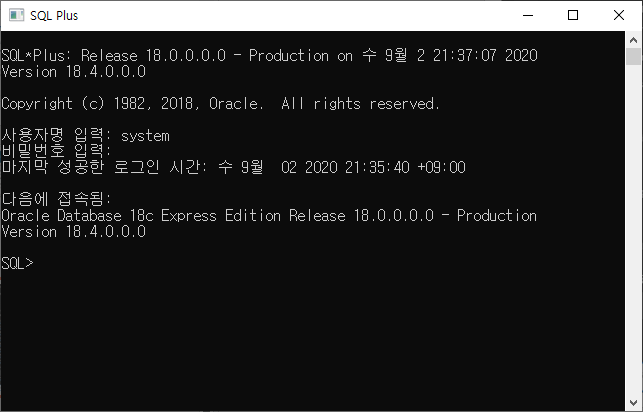 SQL Plus
SQL*Plus: Release 18.0.0.0.0 - Production on 수 9월 2 21:37:07 2020
Version 18.4.0.0.0
Copyright (c) 1982, 2018, Oracle.  All rights reserved.
사용자명 입력: system
비밀번호 입력:
마지막 성공한 로그인 시간: 수 9월  02 2020 21:35:40 +09:00
다음에 접속됨:
Oracle Database 18c Express Edition Release 18.0.0.0.0 - Production
Version 18.4.0.0.0
SQL>